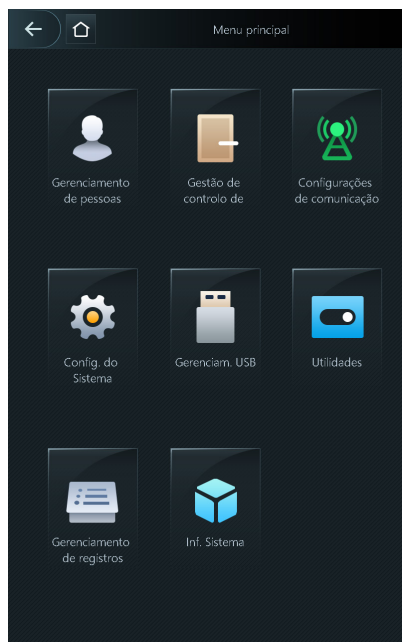 Menu principal
Gerenciamento
de pessoas
Gestão de
controlo de
Configurações
de comunicação
Config. do
Sistema
Gerenciam. USB
Utilidades
Gerenciamento
de registros
Inf. Sistema